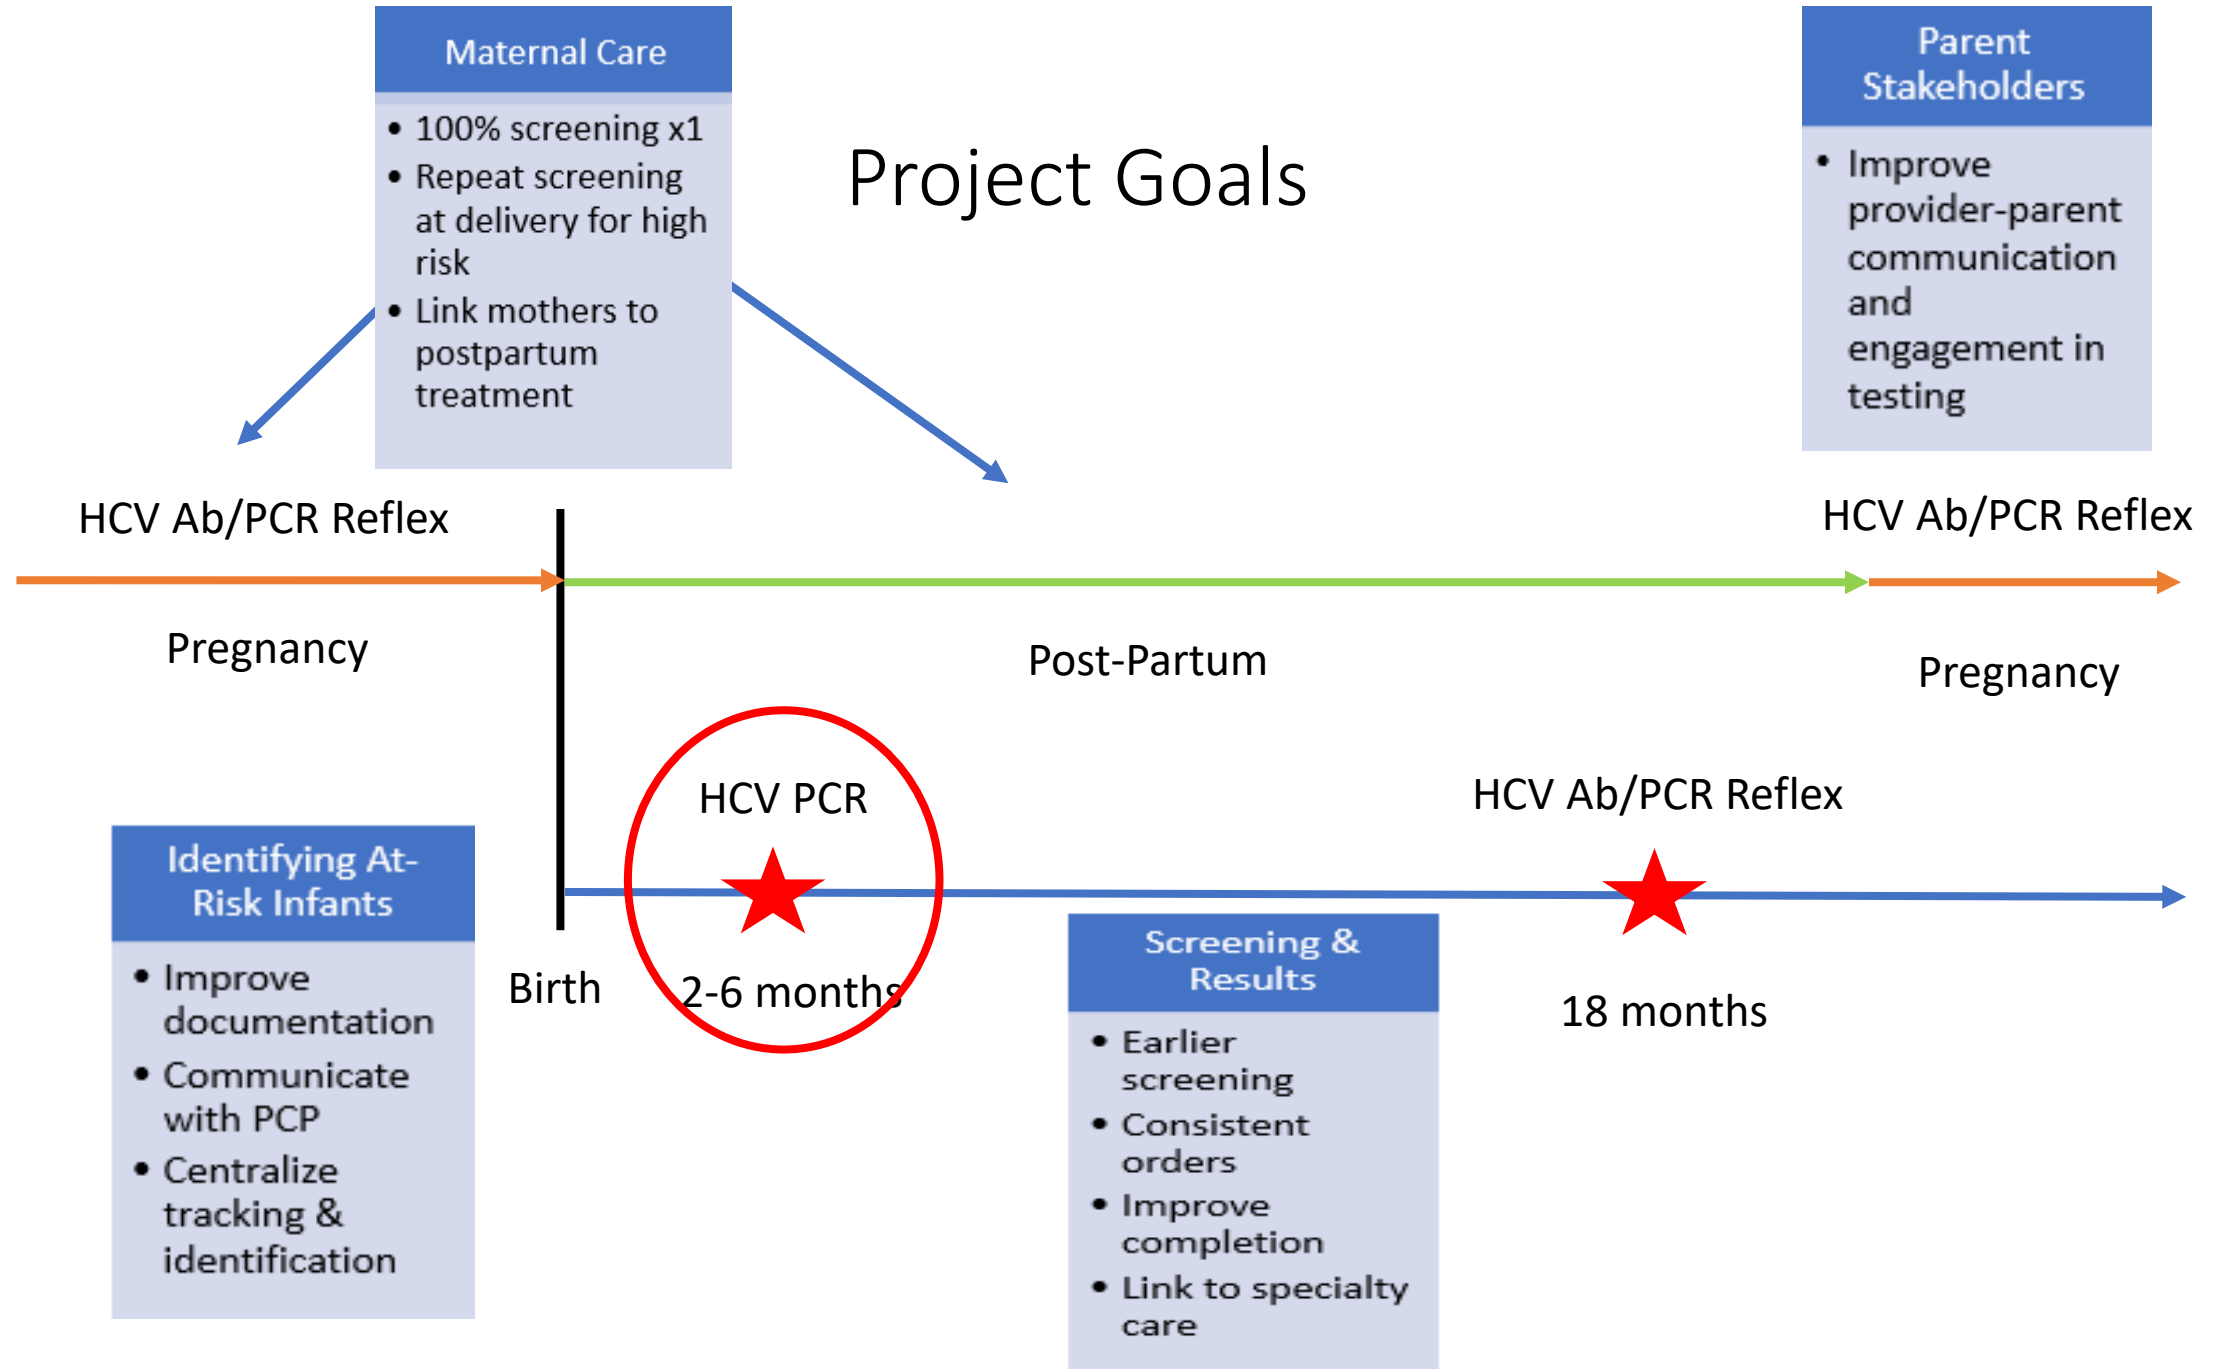 Maternal Care
• 100% screening x1
• Repeat screening
at delivery for high
risk
• Link mothers to
postpartum
treatment
Project Goals
Parent
Stakeholders
• Improve
provider-parent
communication
and
engagement in
testing
HCV Ab/PCR Reflex
HCV Ab/PCR Reflex
Pregnancy
Post-Partum
Pregnancy
HCV PCR
HCV Ab/PCR Reflex
Identifying At-
Risk Infants
• Improve
documentation
• Communicate
with PCP
• Centralize
tracking &
identification
Birth
2-6 months
Screening &
Results
• Earlier
screening
• Consistent
orders
• Improve
completion
• Link to specialty
care
18 months